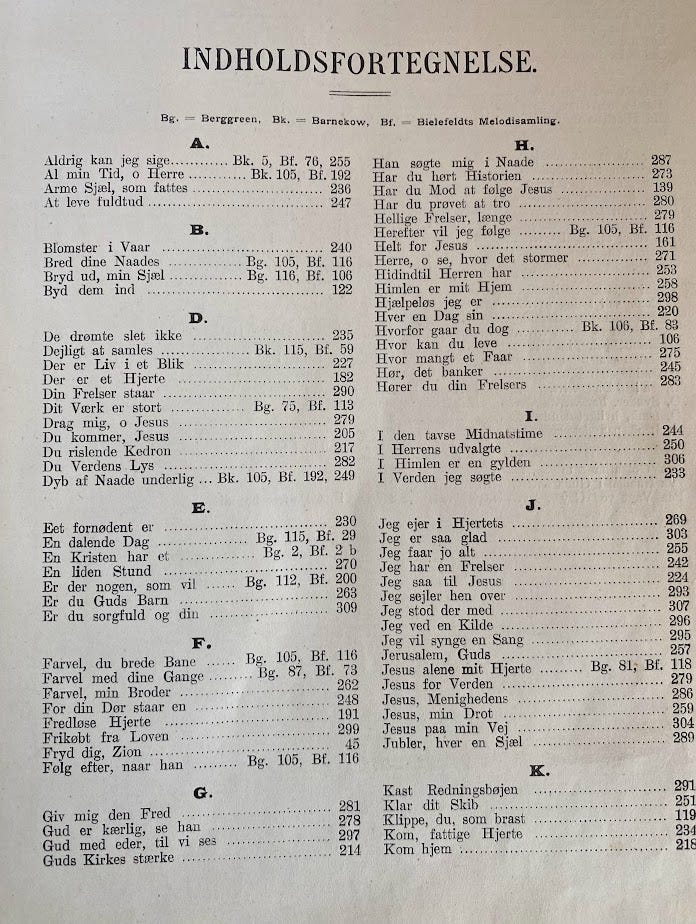 INDHOLDSFORTEGNELSE.
Bg. = Berggreen, Bk. = Barnekow, Bf. = Bielefeldts Melodisamling.
A.
Aldrig kan jeg sige........... Bk. 5, Bf. 76, 255
Al min Tid, o Herre ............ Bk. 105, Bf. 192
Arme Sjæl, som fattes ........................ 236
At leve fuldtud .............................. 247
B.
Blomster i Vaar .............................. 240
Bred dine Naades ............... Bg. 105, Bf. 116
Bryd ud, min Sjæl .............. Bg. 116, Bf. 106
Byd dem ind .................................. 122
D.
De drømte slet ikke .......................... 235
Dejligt at samles ................ Bk. 115, Bf. 59
Der er Liv i et Blik ......................... 227
Der er et Hjerte ............................. 182
Din Frelser staar ............................ 290
Dit Værk er stort ............... Bg. 75, Bf. 113
Drag mig, o Jesus ............................ 279
Du kommer, Jesus ............................. 205
Du rislende Kedron ........................... 217
Du Verdens Lys ............................... 282
Dyb af Naade underlig ... Bk. 105, Bf. 192, 249
E.
Eet fornødent er ............................. 230
En dalende Dag .................. Bg. 115, Bf. 29
En Kristen har et ................ Bg. 2, Bf. 2 b
En liden Stund ............................... 270
Er der nogen, som vil ...... Bg. 112, Bf. 200
Er du Guds Barn .............................. 263
Er du sorgfuld og din ........................ 309
F.
Farvel, du brede Bane ...... Bg. 105, Bf. 116
Farvel med dine Gange ........ Bg. 87, Bf. 73
Farvel, min Broder ........................... 262
For din Dør staar en ......................... 248
Fredløse Hjerte .............................. 191
Frikøbt fra Loven ............................ 299
Fryd dig, Zion ............................... 45
Følg efter, naar han .......... Bg. 105, Bf. 116
G.
Giv mig den Fred ............................. 281
Gud er kærlig, se han ........................ 278
Gud med eder, til vi ses ..................... 297
Guds Kirkes stærke ........................... 214
H.
Han søgte mig i Naade ........................ 287
Har du hørt Historien ........................ 273
Har du Mod at følge Jesus .................... 139
Har du prøvet at tro ......................... 280
Hellige Frelser, længe ....................... 279
Herefter vil jeg følge ........ Bg. 105, Bf. 116
Helt for Jesus ............................... 161
Herre, o se, hvor det stormer ................ 271
Hidindtil Herren har ......................... 253
Himlen er mit Hjem ........................... 258
Hjælpeløs jeg er ............................. 298
Hver en Dag sin .............................. 220
Hvorfor gaar du dog ............ Bk. 106, Bf. 83
Hvor kan du leve ............................. 106
Hvor mangt et Faar ........................... 275
Hør, det banker .............................. 245
Hører du din Frelsers ........................ 283
I.
I den tavse Midnatstime ...................... 244
I Herrens udvalgte ........................... 250
I Himlen er en gylden ........................ 306
I Verden jeg søgte ........................... 233
J.
Jeg ejer i Hjertets .......................... 269
Jeg er saa glad .............................. 303
Jeg faar jo alt .............................. 255
Jeg har en Frelser ........................... 242
Jeg saa til Jesus ............................ 224
Jeg sejler hen over .......................... 293
Jeg stod der med ............................. 307
Jeg ved en Kilde ............................. 296
Jeg vil synge en Sang ........................ 295
Jerusalem, Guds .............................. 257
Jesus alene mit Hjerte ........ Bg. 81, Bf. 118
Jesus for Verden ............................. 279
Jesus, Menighedens ........................... 286
Jesus, min Drot .............................. 259
Jesus paa min Vej ............................ 304
Jubler, hver en Sjæl ......................... 289
K.
Kast Redningsbøjen ........................... 291
Klar dit Skib ................................ 251
Klippe, du, som brast ........................ 119
Kom, fattige Hjerte .......................... 234
Kom hjem ..................................... 218